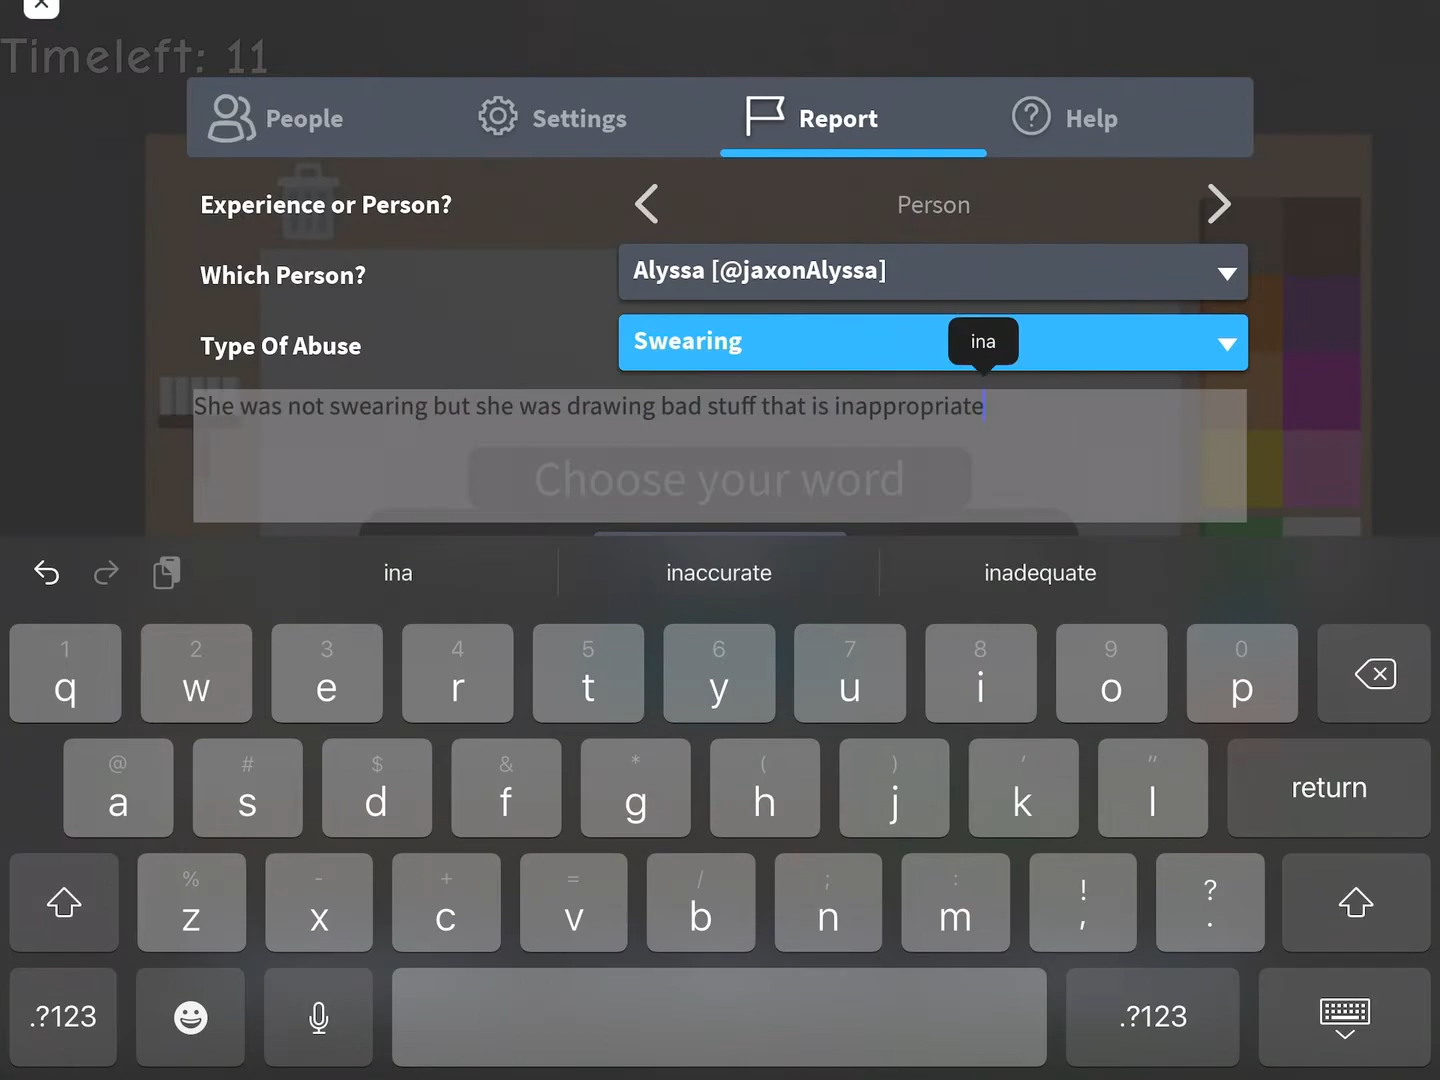 Timeleft: 11
People
Settings
Report
Help
Experience or Person?
Person
Which Person?
Alyssa [@jaxonAlyssa]
Type Of Abuse
Swearing
ina
She was not swearing but she was drawing bad stuff that is inappropriate
Choose your word
ina inaccurate inadequate
1 2 3 4 5 6 7 8 9 0
q w e r t y u i o p
@ # $ & * ( ) ' "
a s d f g h j k l return
% - + = / ; : ! ?
z x c v b n m , .
.?123 .?123